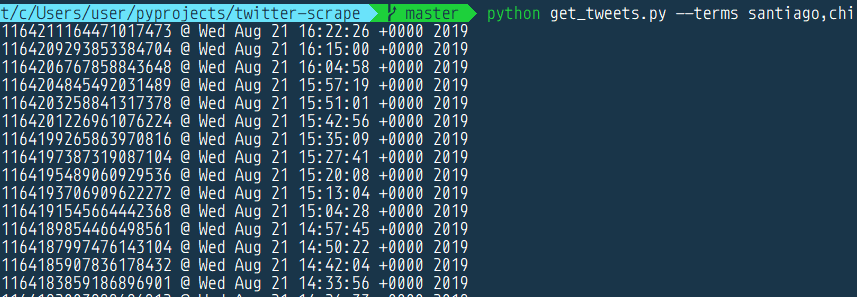 t/c/Users/user/pyprojects/twitter-scrape master python get_tweets.py --terms santiago,chi
1164211164471017473 @ Wed Aug 21 16:22:26 +0000 2019
1164209293853384704 @ Wed Aug 21 16:15:00 +0000 2019
1164206767858843648 @ Wed Aug 21 16:04:58 +0000 2019
1164204845492031489 @ Wed Aug 21 15:57:19 +0000 2019
1164203258841317378 @ Wed Aug 21 15:51:01 +0000 2019
1164201226961076224 @ Wed Aug 21 15:42:56 +0000 2019
1164199265863970816 @ Wed Aug 21 15:35:09 +0000 2019
1164197387319087104 @ Wed Aug 21 15:27:41 +0000 2019
1164195489060929536 @ Wed Aug 21 15:20:08 +0000 2019
1164193706909622272 @ Wed Aug 21 15:13:04 +0000 2019
1164191545664442368 @ Wed Aug 21 15:04:28 +0000 2019
1164189854466498561 @ Wed Aug 21 14:57:45 +0000 2019
1164187997476143104 @ Wed Aug 21 14:50:22 +0000 2019
1164185907836178432 @ Wed Aug 21 14:42:04 +0000 2019
1164183859186896901 @ Wed Aug 21 14:33:56 +0000 2019